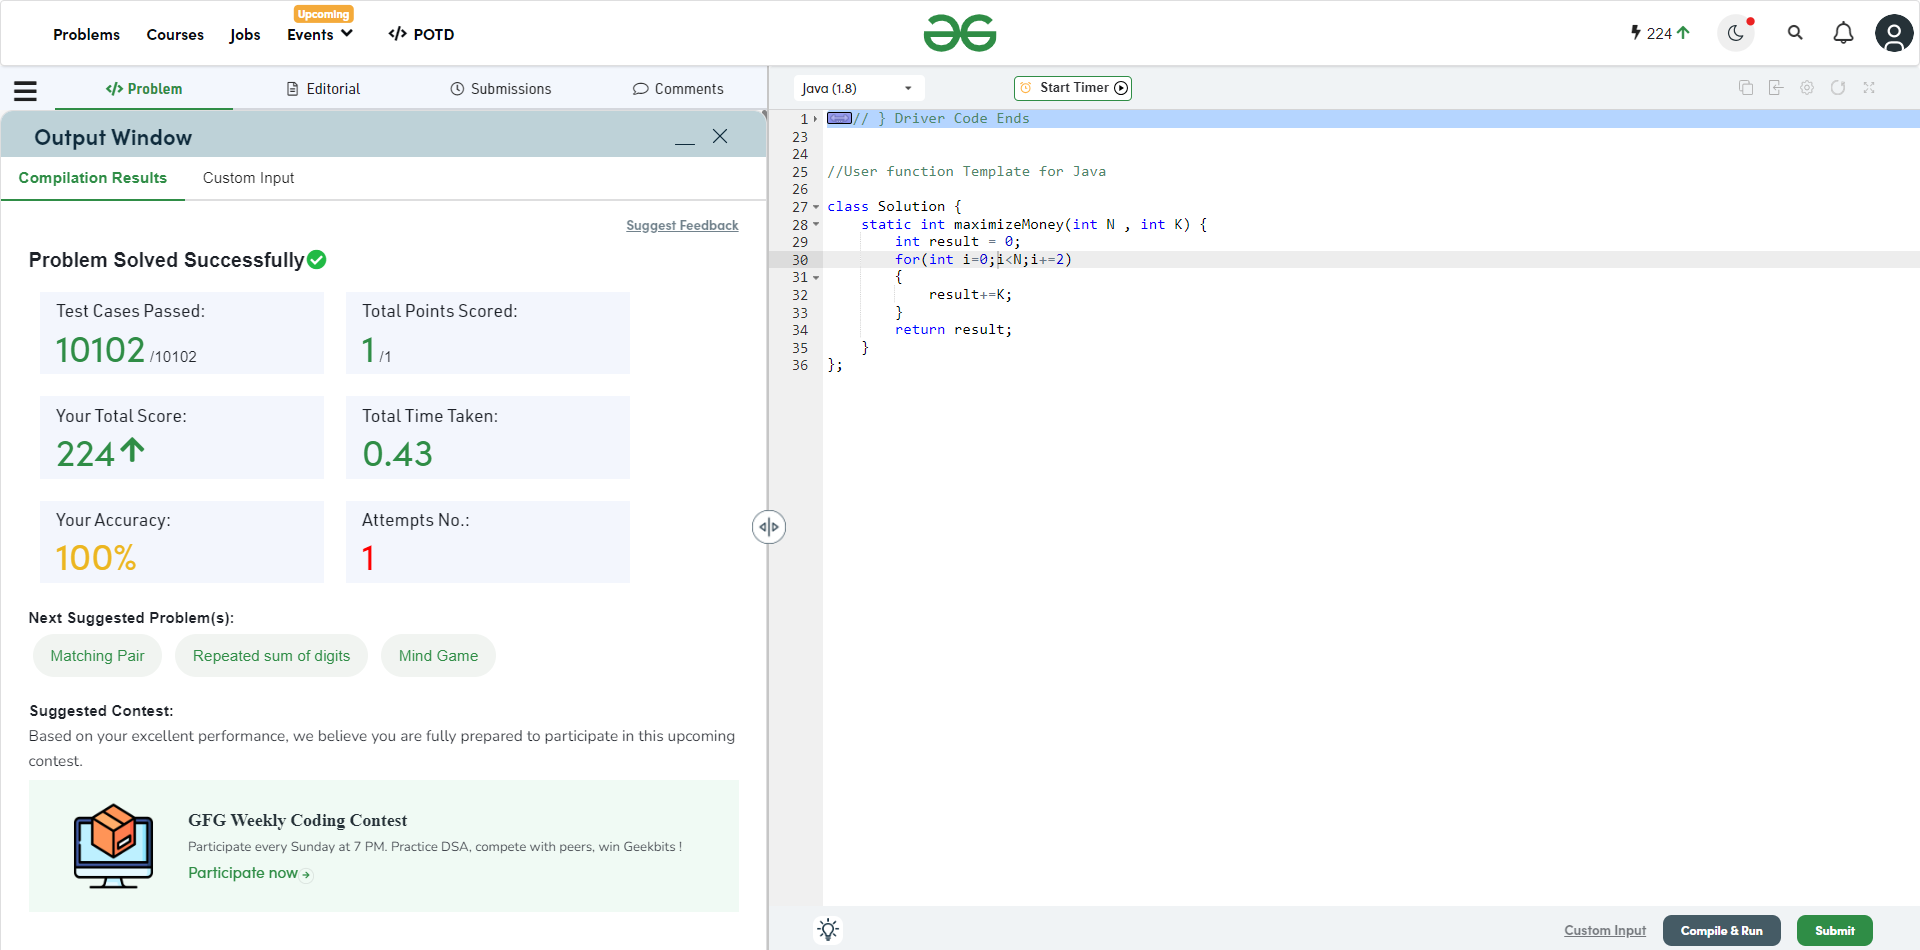 Problems Courses Jobs Upcoming Events </> POTD 224
</> Problem Editorial Submissions Comments
Output Window
Compilation Results Custom Input
Suggest Feedback
Problem Solved Successfully
Test Cases Passed: Total Points Scored:
10102 /10102 1 /1
Your Total Score: Total Time Taken:
224 0.43
Your Accuracy: Attempts No.:
100% 1
Next Suggested Problem(s):
Matching Pair Repeated sum of digits Mind Game
Suggested Contest:
Based on your excellent performance, we believe you are fully prepared to participate in this upcoming
contest.
GFG Weekly Coding Contest
Participate every Sunday at 7 PM. Practice DSA, compete with peers, win Geekbits !
Participate now
Java (1.8) Start Timer
1 // } Driver Code Ends
23
24
25 //User function Template for Java
26
27 class Solution {
28 static int maximizeMoney(int N , int K) {
29 int result = 0;
30 for(int i=0;i<N;i+=2)
31 {
32 result+=K;
33 }
34 return result;
35 }
36 };
Custom Input Compile & Run Submit